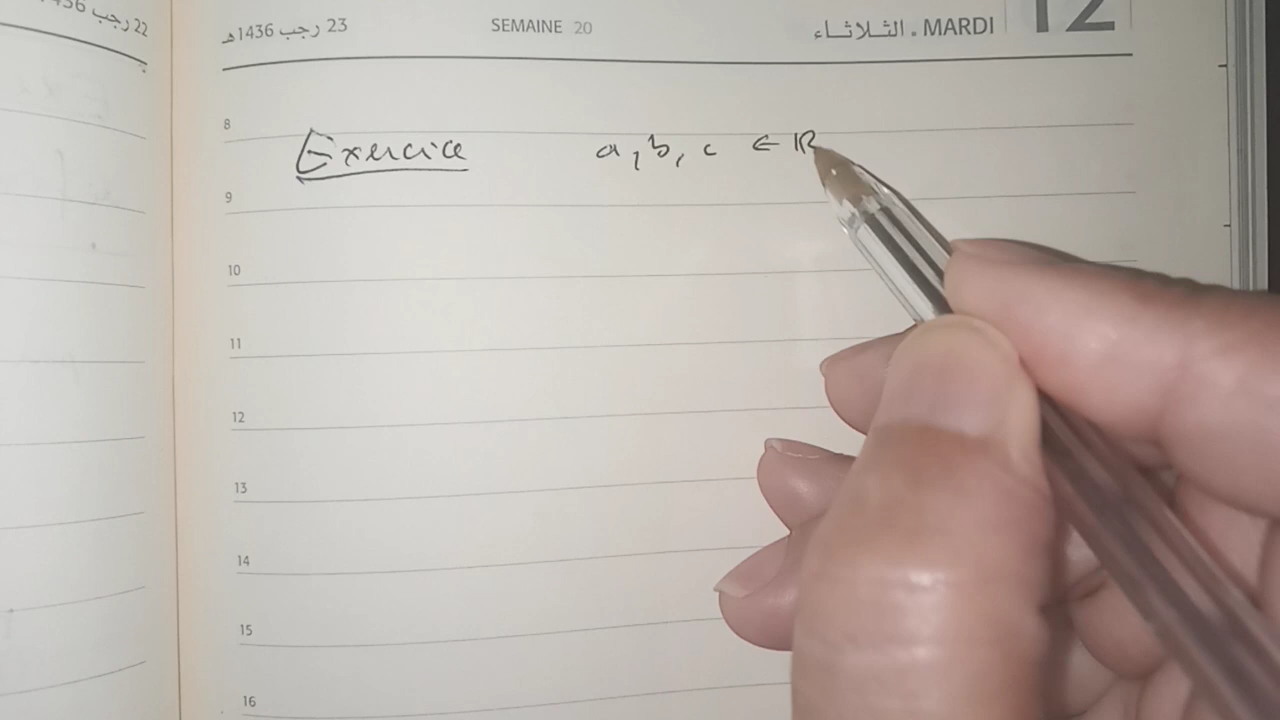 22 رجب 1436
23 رجب 1436هـ
SEMAINE 20
الثلاثاء . MARDI
12
8
Exercice a, b, c ∈ ℝ
9
10
11
12
13
14
15
16